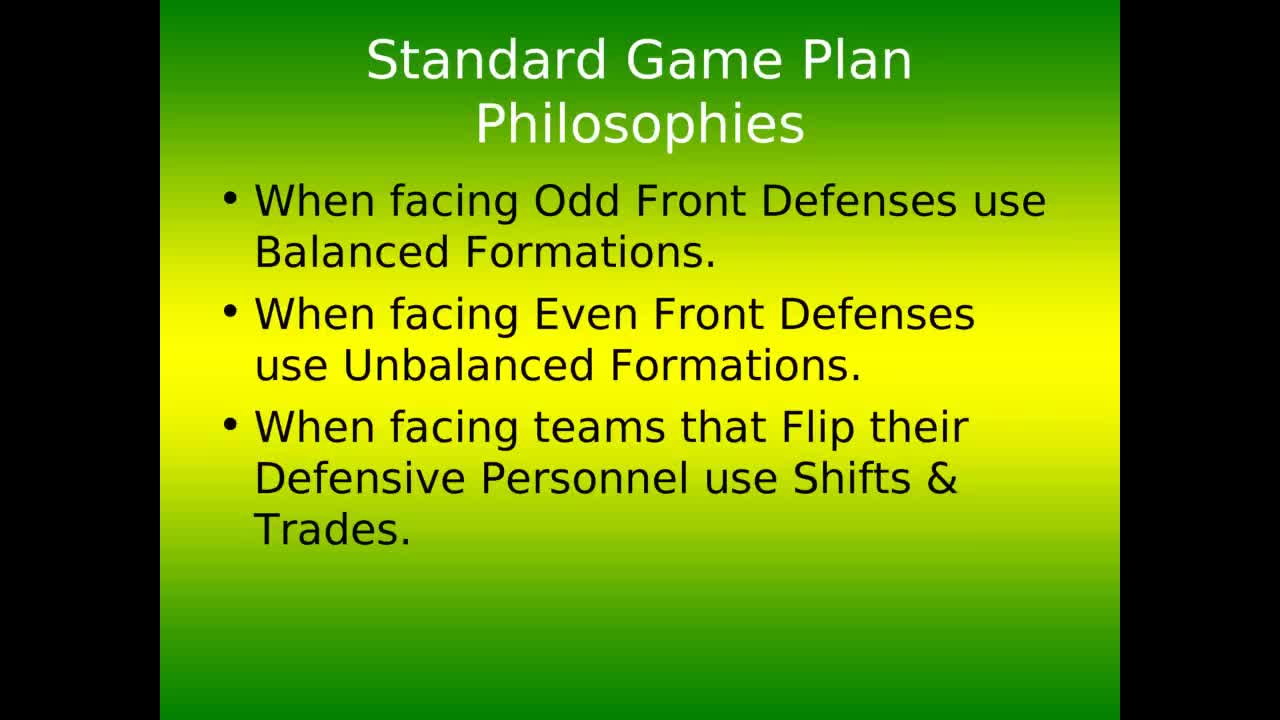 Standard Game Plan
Philosophies
• When facing Odd Front Defenses use
Balanced Formations.
• When facing Even Front Defenses
use Unbalanced Formations.
• When facing teams that Flip their
Defensive Personnel use Shifts &
Trades.